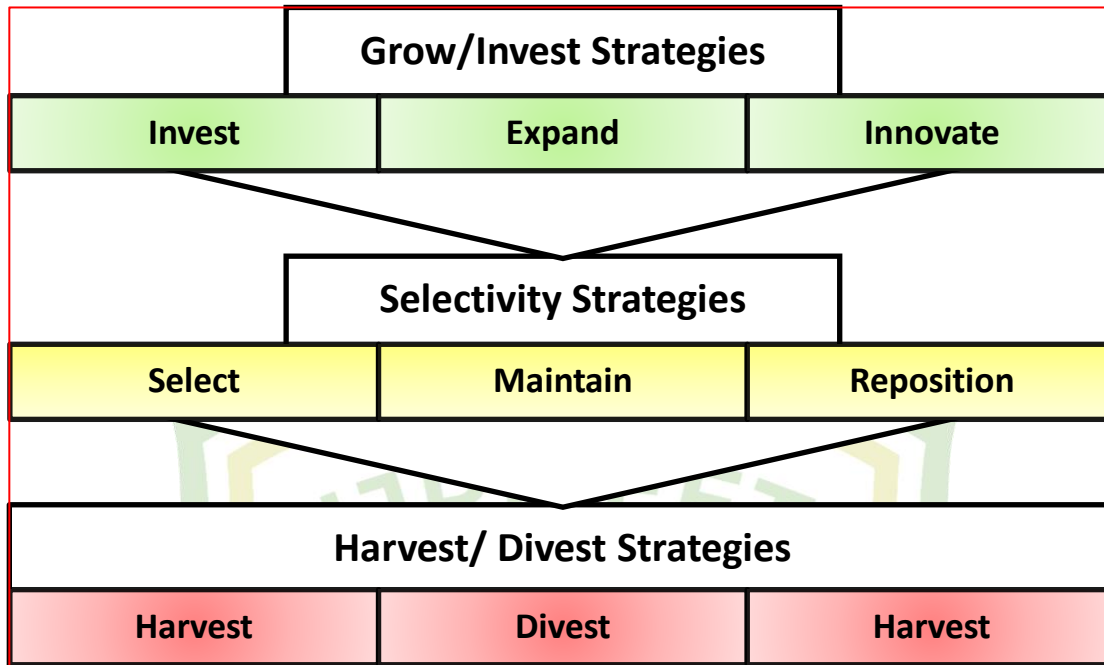 Grow/Invest Strategies
Invest Expand Innovate
Selectivity Strategies
Select Maintain Reposition
Harvest/ Divest Strategies
Harvest Divest Harvest